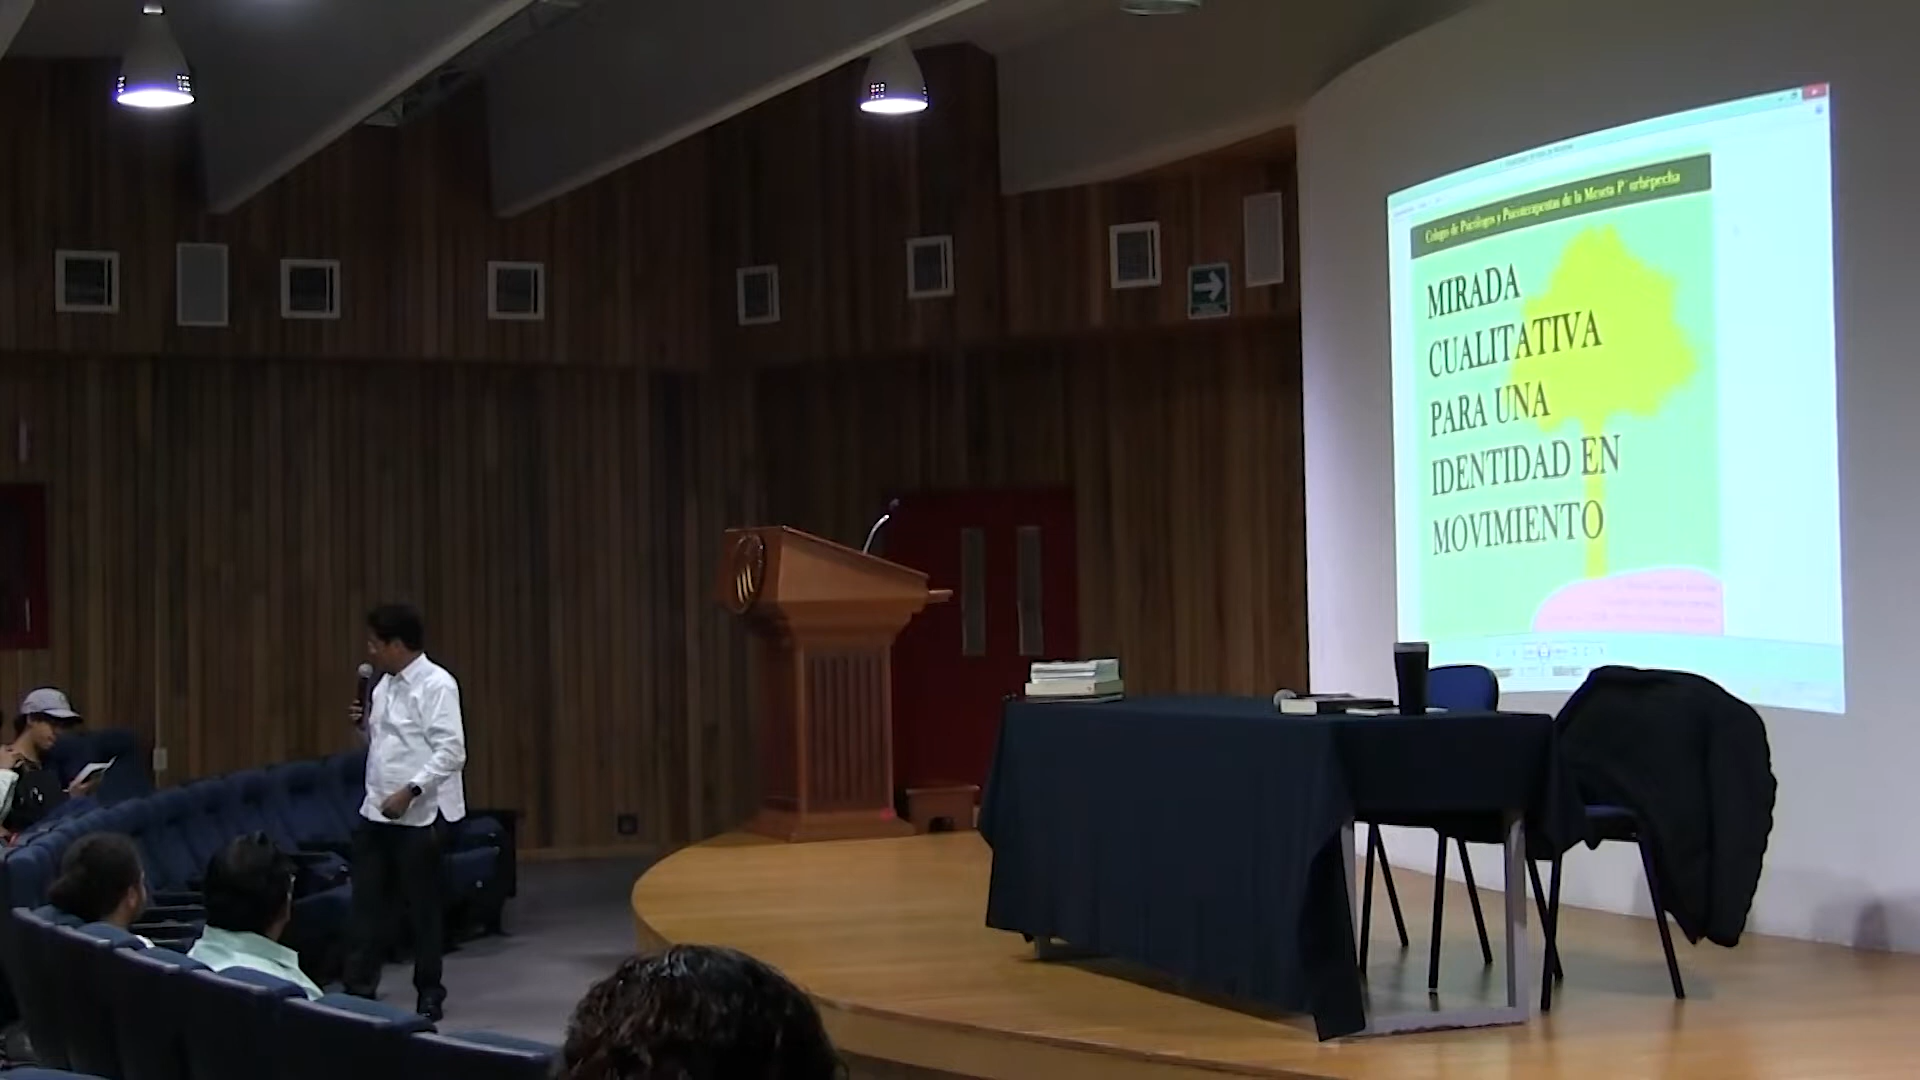 Colegio de Psicólogos y Psicoterapeutas de la Meseta P´urhépecha
MIRADA
CUALITATIVA
PARA UNA
IDENTIDAD EN
MOVIMIENTO